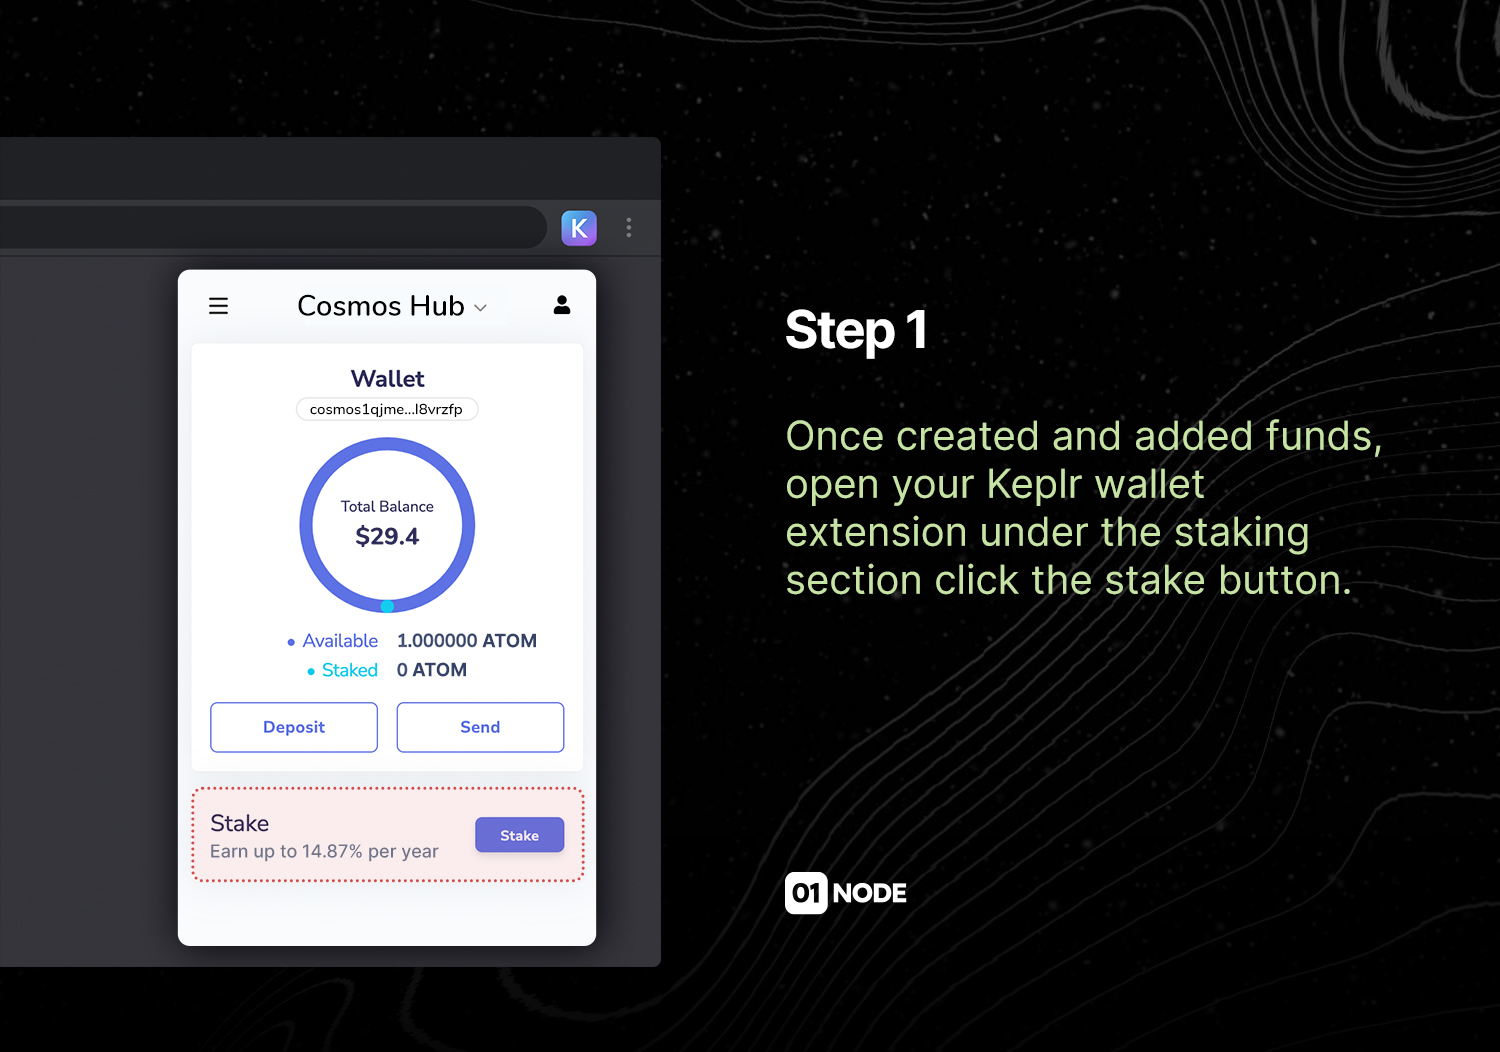 K
Cosmos Hub
Wallet
cosmos1qjme...l8vrzfp
Total Balance
$29.4
Available 1.000000 ATOM
Staked 0 ATOM
Deposit Send
Stake
Earn up to 14.87% per year
Stake
Step 1
Once created and added funds,
open your Keplr wallet
extension under the staking
section click the stake button.
01 NODE